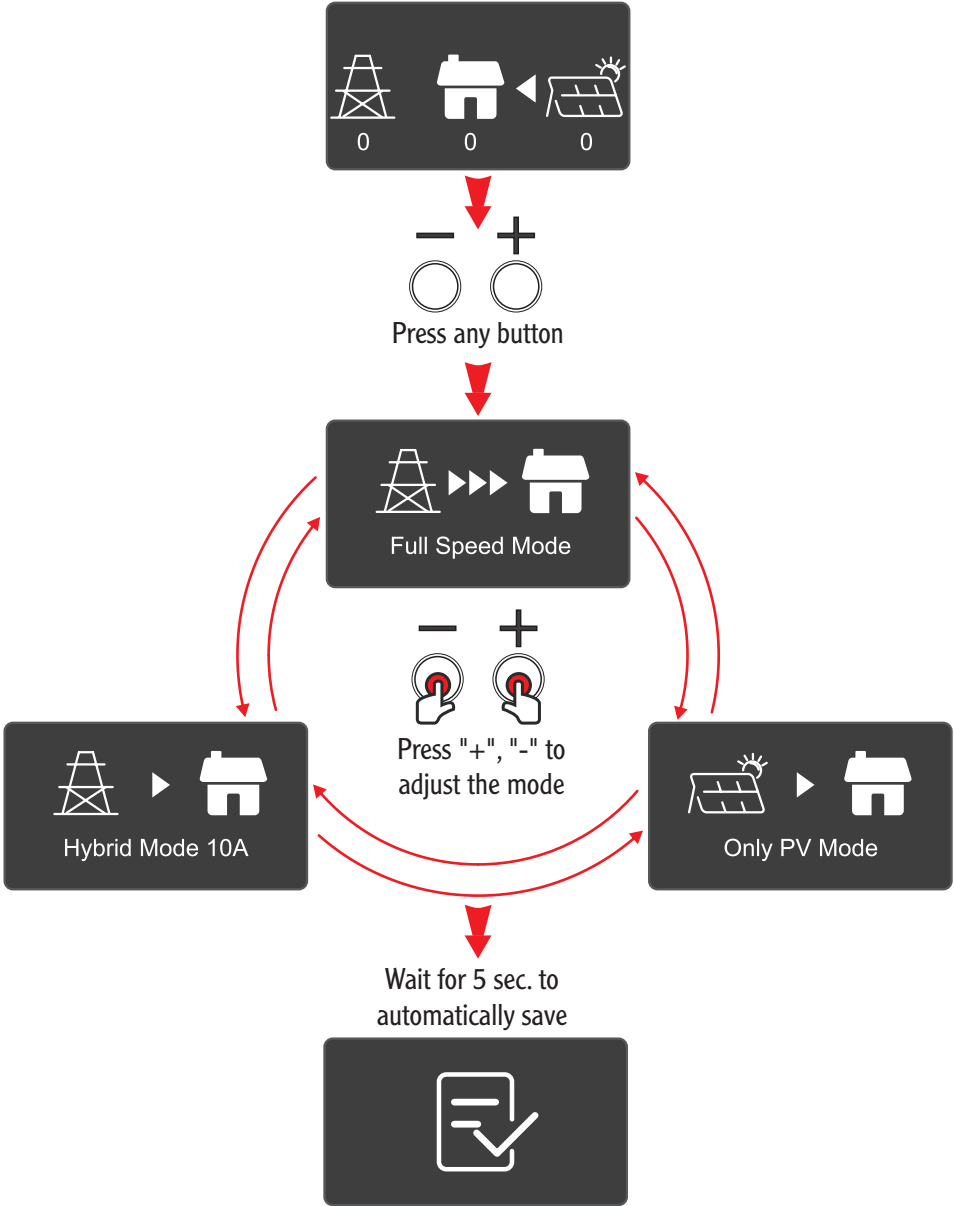 0 0 0
Press any button
Full Speed Mode
Press "+", "-" to
adjust the mode
Hybrid Mode 10A
Only PV Mode
Wait for 5 sec. to
automatically save